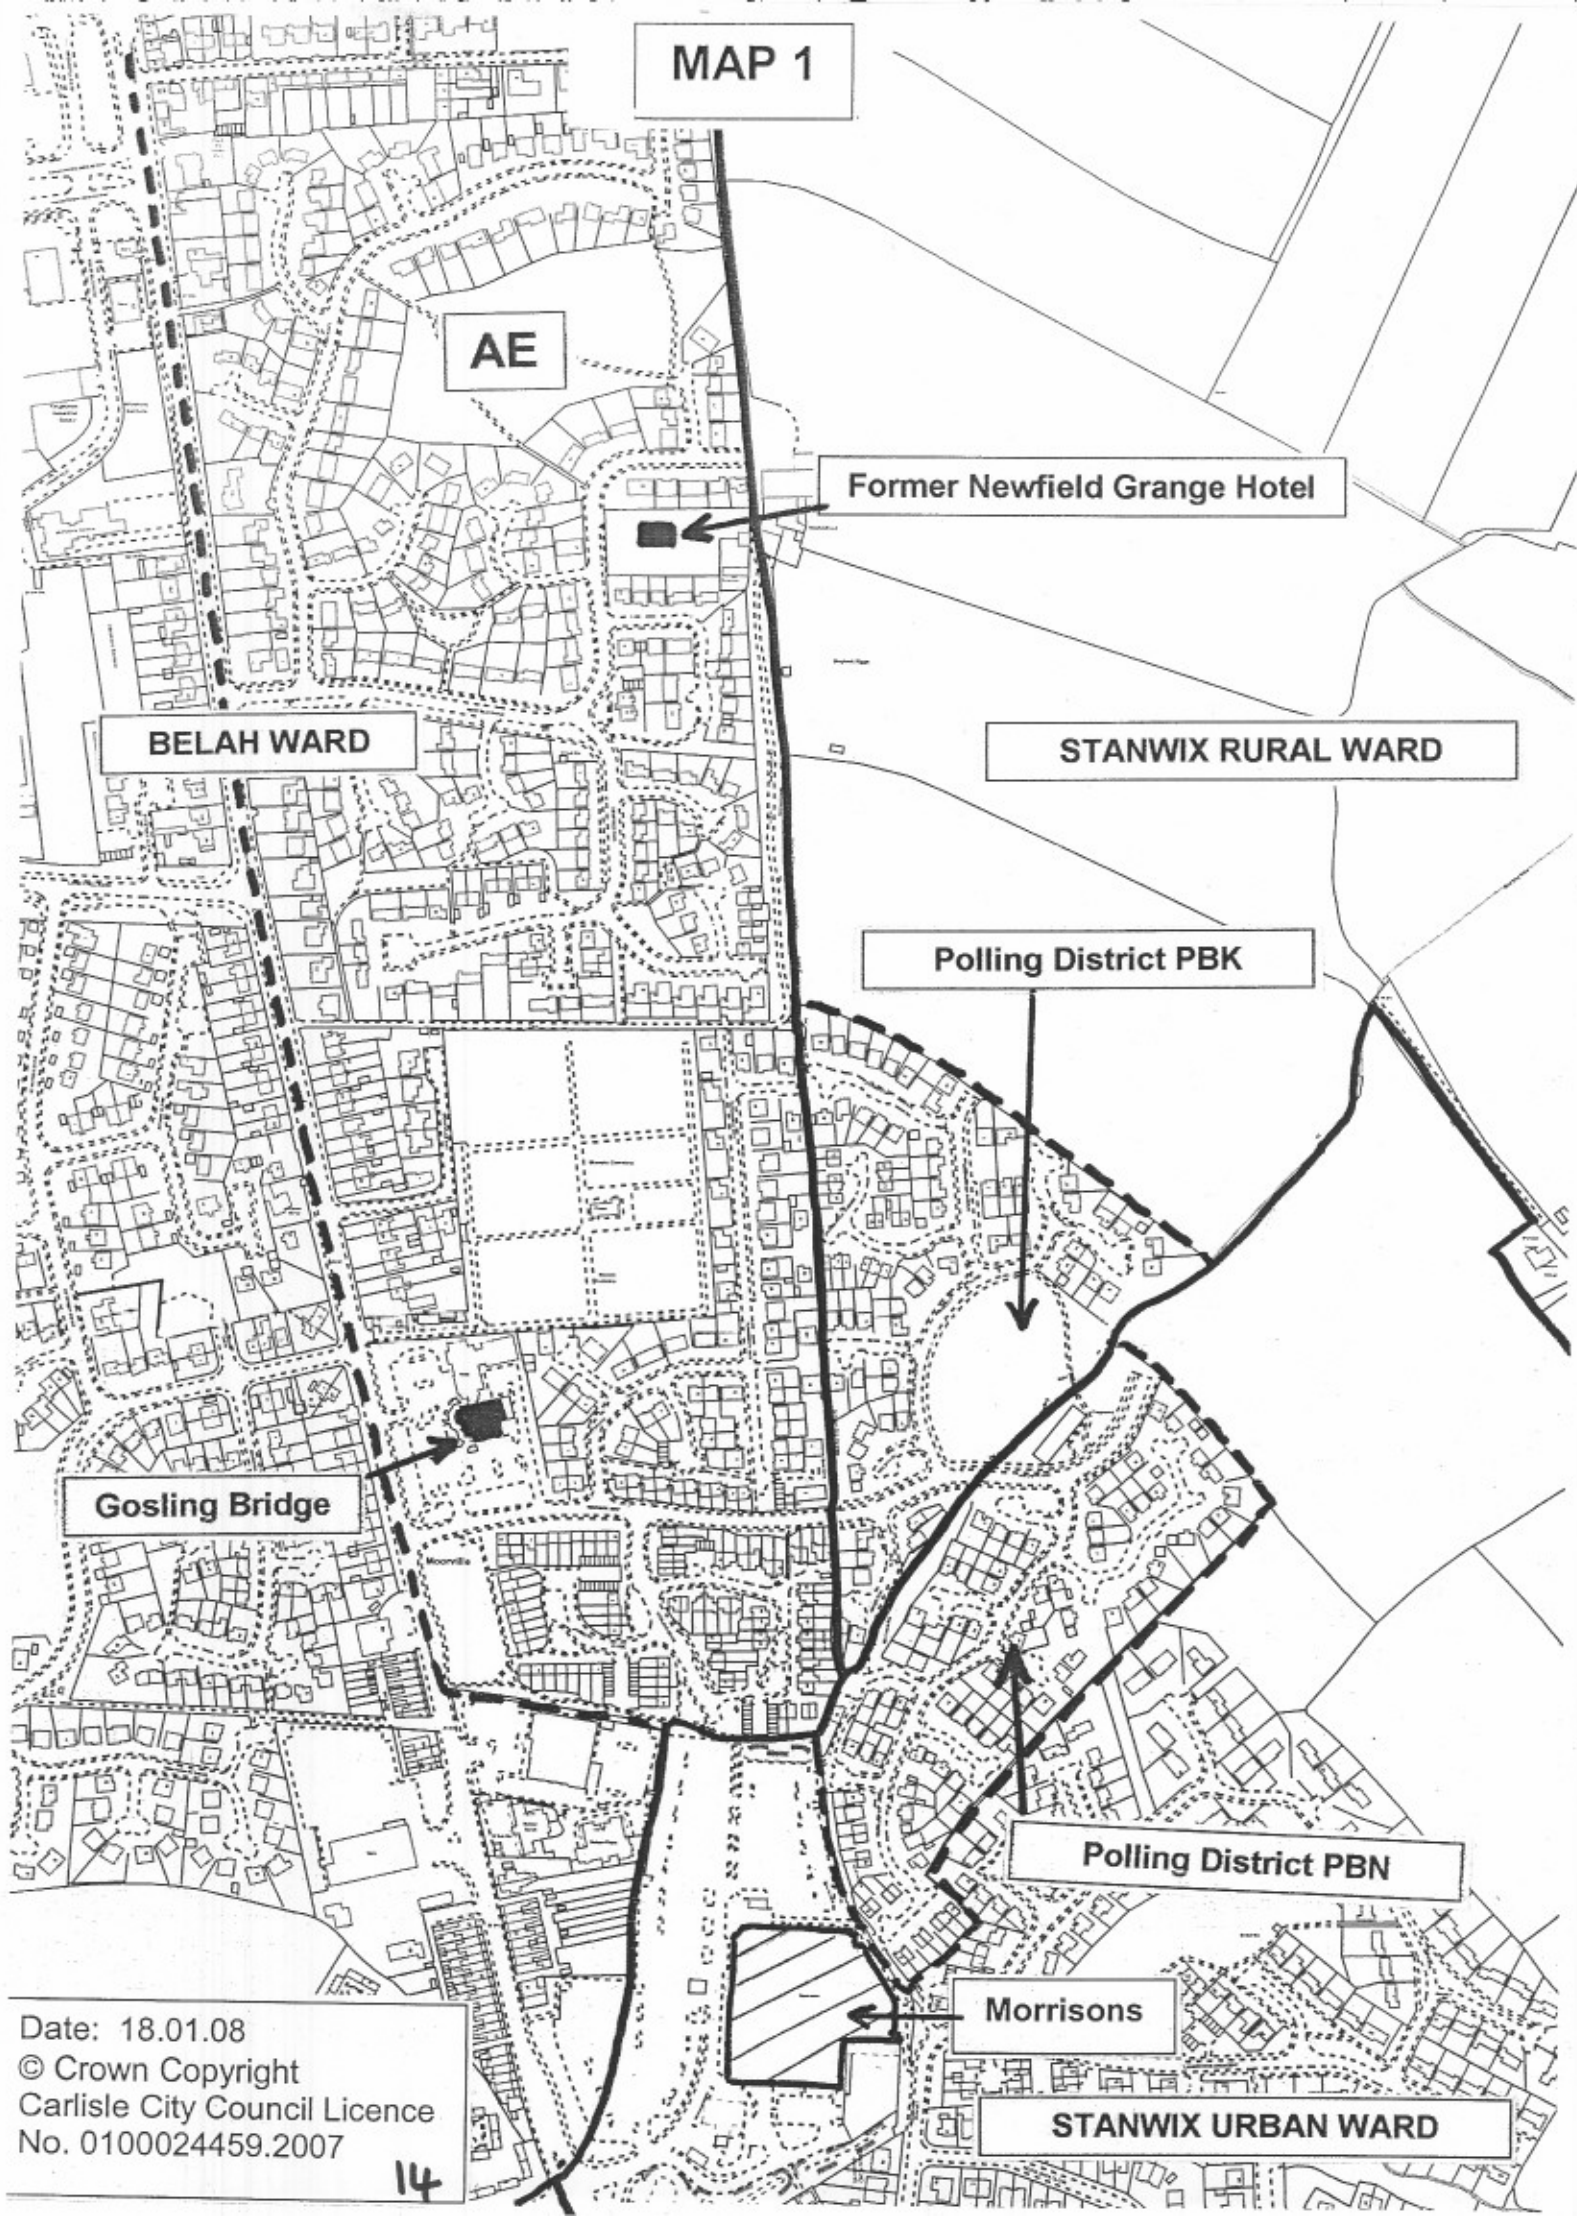 MAP 1
AE
Former Newfield Grange Hotel
BELAH WARD
STANWIX RURAL WARD
Polling District PBK
Gosling Bridge
Moorville
Polling District PBN
Morrisons
STANWIX URBAN WARD
Date: 18.01.08
© Crown Copyright
Carlisle City Council Licence
No. 0100024459.2007
14